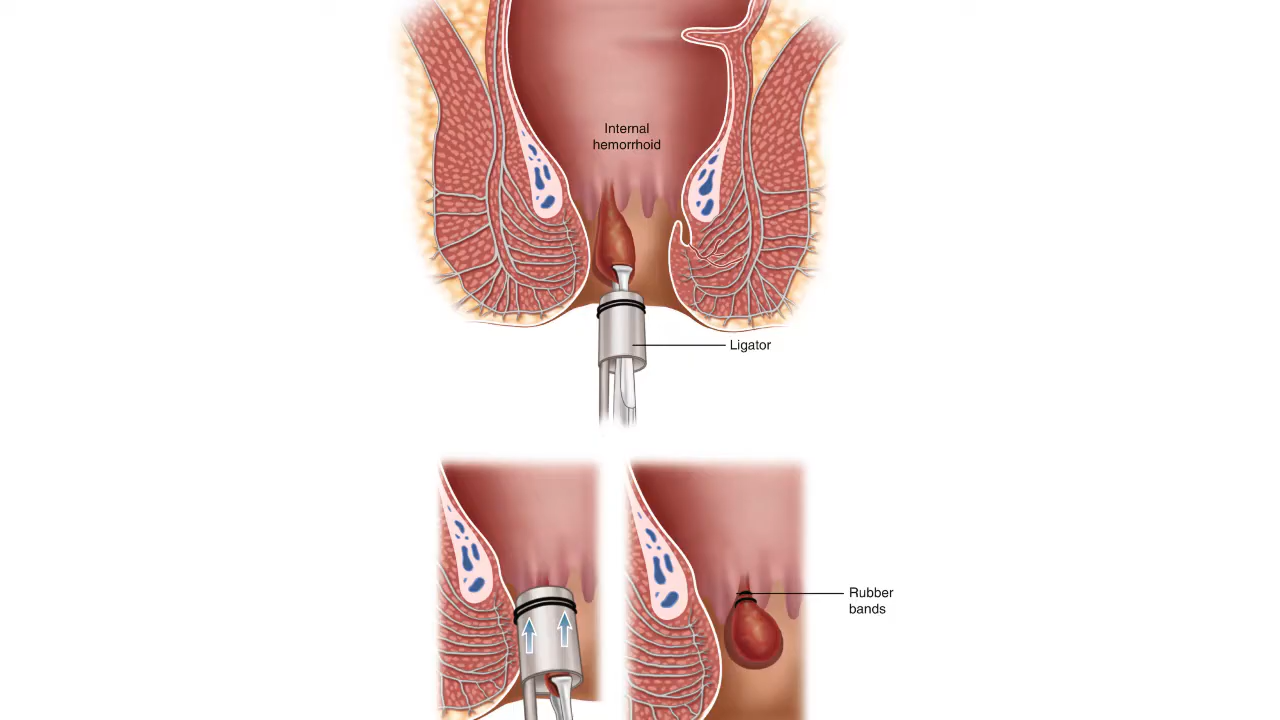 Internal
hemorrhoid
Ligator
Rubber
bands